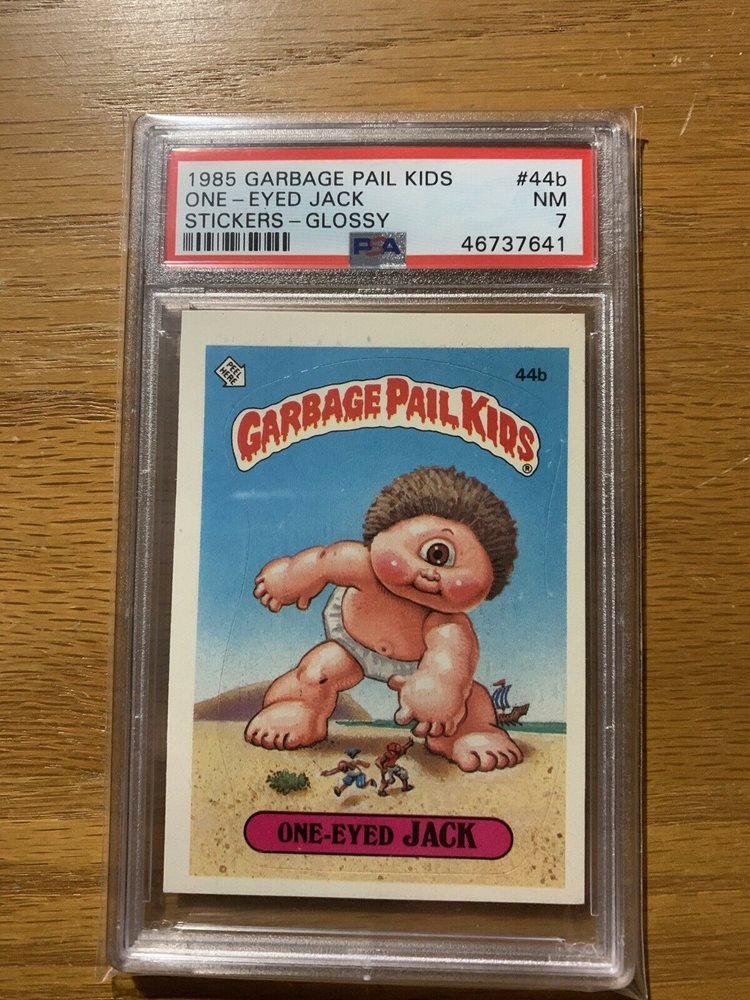 1985 GARBAGE PAIL KIDS #44b
ONE-EYED JACK NM
STICKERS-GLOSSY 7
PSA 46737641
PEEL HERE
44b
GARBAGE PAIL KIDS®
ONE-EYED JACK